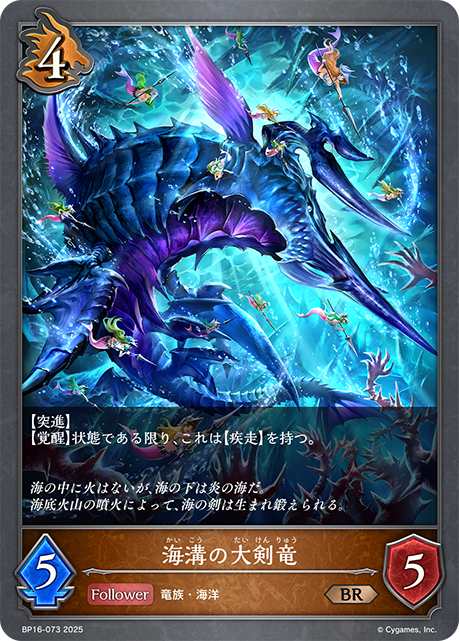 4
【突進】
【覚醒】状態である限り、これは【疾走】を持つ。
海の中に火はないが、海の下は炎の海だ。
海底火山の噴火によって、海の剣は生まれ鍛えられる。
かい こう たい けん りゅう
海溝の大剣竜
5
5
Follower 竜族・海洋
BR
BP16-073 2025
© Cygames, Inc.